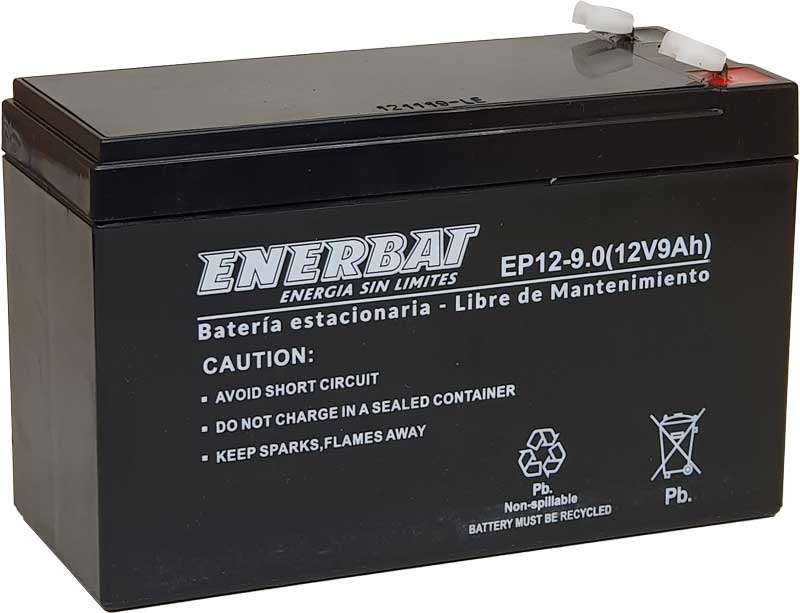 121119-LE
ENERBAT
ENERGIA SIN LIMITES
EP12-9.0(12V9Ah)
Batería estacionaria - Libre de Mantenimiento
CAUTION:
▪ AVOID SHORT CIRCUIT
▪ DO NOT CHARGE IN A SEALED CONTAINER
▪ KEEP SPARKS,FLAMES AWAY
Pb.
Non-spillable
BATTERY MUST BE RECYCLED
Pb.